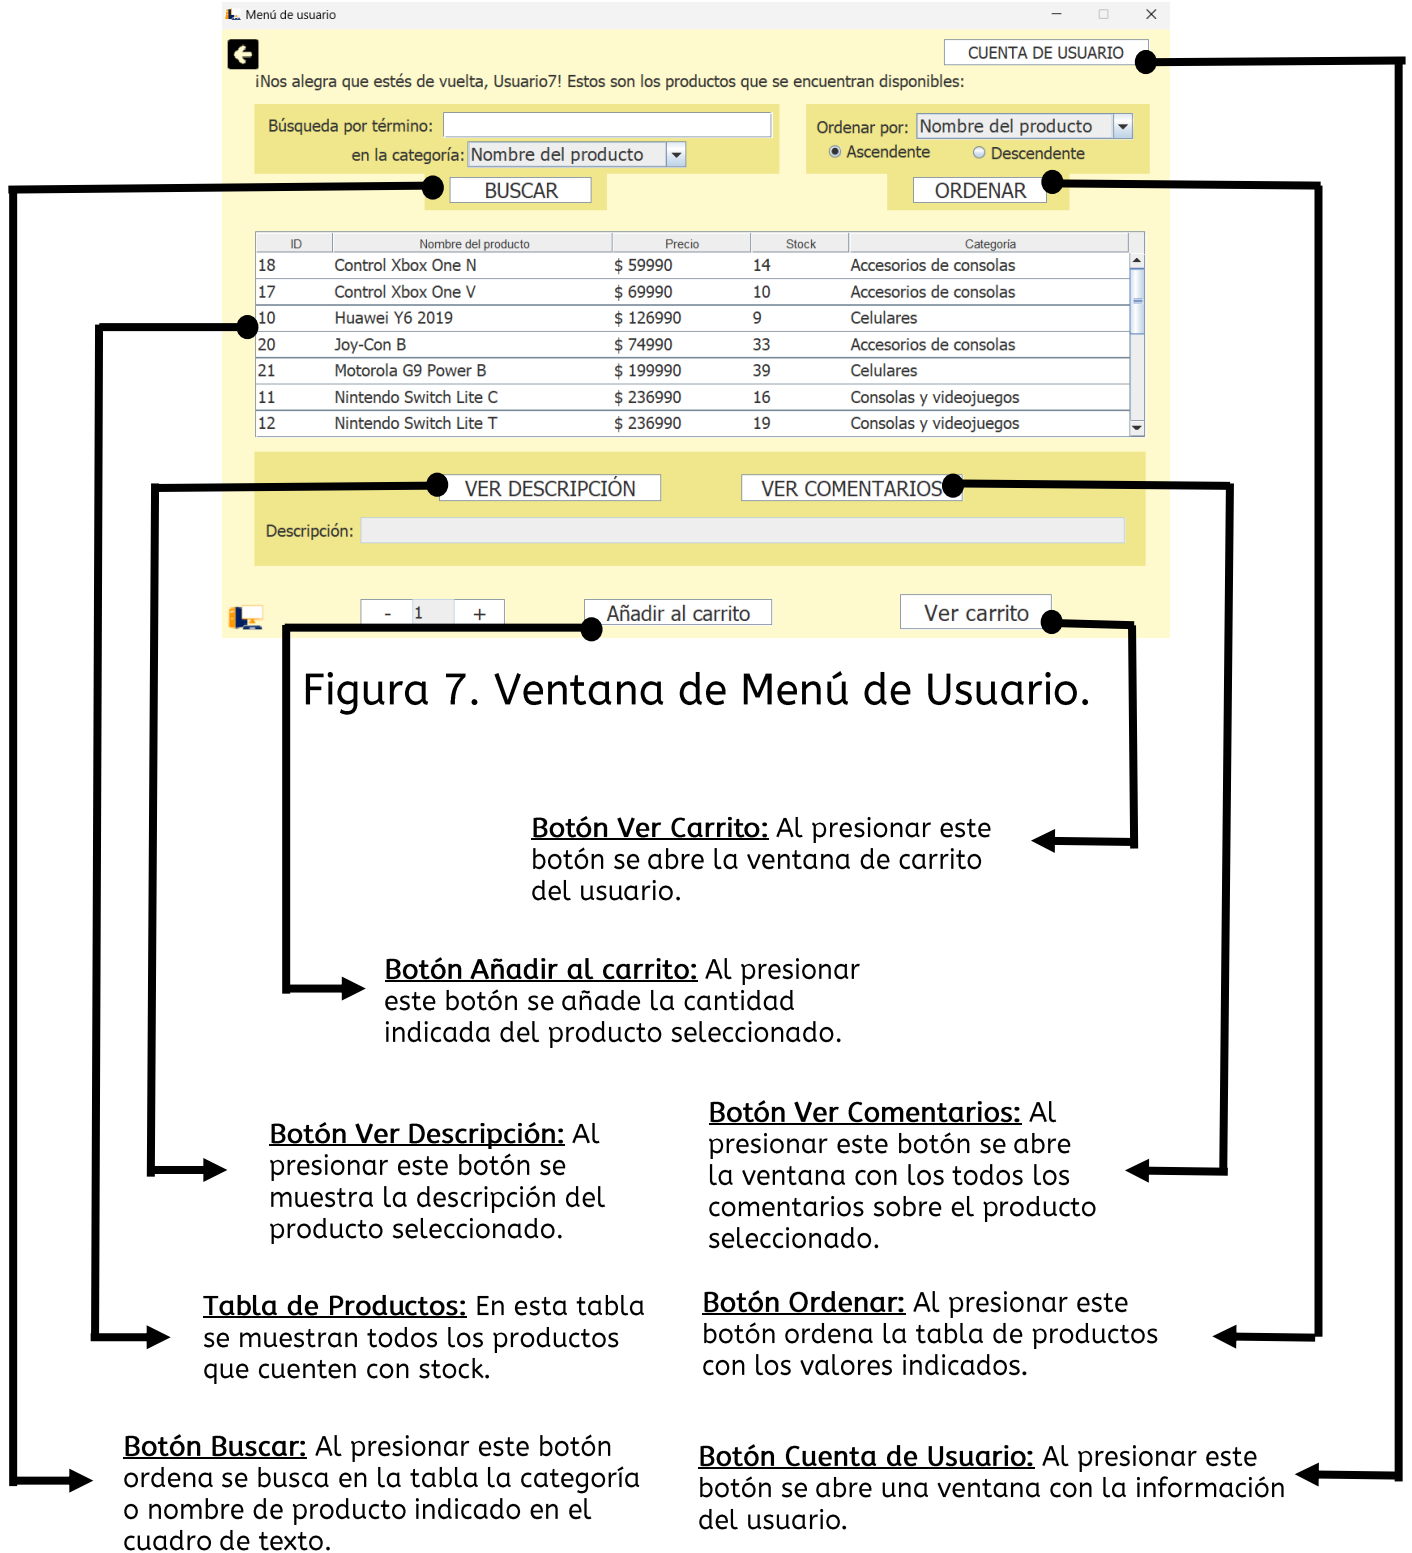 Menú de usuario
CUENTA DE USUARIO
¡Nos alegra que estés de vuelta, Usuario7! Estos son los productos que se encuentran disponibles:
Búsqueda por término:
en la categoría: Nombre del producto
BUSCAR
Ordenar por: Nombre del producto
Ascendente Descendente
ORDENAR
ID Nombre del producto Precio Stock Categoría
18 Control Xbox One N $ 59990 14 Accesorios de consolas
17 Control Xbox One V $ 69990 10 Accesorios de consolas
10 Huawei Y6 2019 $ 126990 9 Celulares
20 Joy-Con B $ 74990 33 Accesorios de consolas
21 Motorola G9 Power B $ 199990 39 Celulares
11 Nintendo Switch Lite C $ 236990 16 Consolas y videojuegos
12 Nintendo Switch Lite T $ 236990 19 Consolas y videojuegos
VER DESCRIPCIÓN VER COMENTARIOS
Descripción:
- 1 + Añadir al carrito Ver carrito
Figura 7. Ventana de Menú de Usuario.
Botón Ver Carrito: Al presionar este
botón se abre la ventana de carrito
del usuario.
Botón Añadir al carrito: Al presionar
este botón se añade la cantidad
indicada del producto seleccionado.
Botón Ver Descripción: Al
presionar este botón se
muestra la descripción del
producto seleccionado.
Botón Ver Comentarios: Al
presionar este botón se abre
la ventana con los todos los
comentarios sobre el producto
seleccionado.
Tabla de Productos: En esta tabla
se muestran todos los productos
que cuenten con stock.
Botón Ordenar: Al presionar este
botón ordena la tabla de productos
con los valores indicados.
Botón Buscar: Al presionar este botón
ordena se busca en la tabla la categoría
o nombre de producto indicado en el
cuadro de texto.
Botón Cuenta de Usuario: Al presionar este
botón se abre una ventana con la información
del usuario.